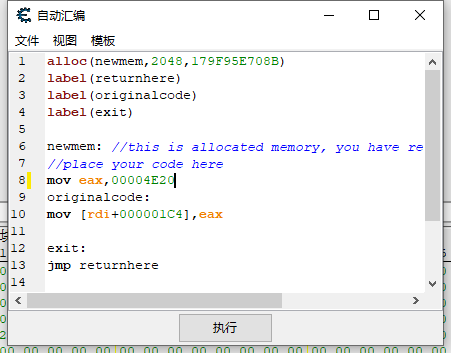 自动汇编
文件 视图 模板
1 alloc(newmem,2048,179F95E708B)
2 label(returnhere)
3 label(originalcode)
4 label(exit)
5
6 newmem: //this is allocated memory, you have re
7 //place your code here
8 mov eax,00004E20
9 originalcode:
10 mov [rdi+000001C4],eax
11
12 exit:
13 jmp returnhere
14
执行